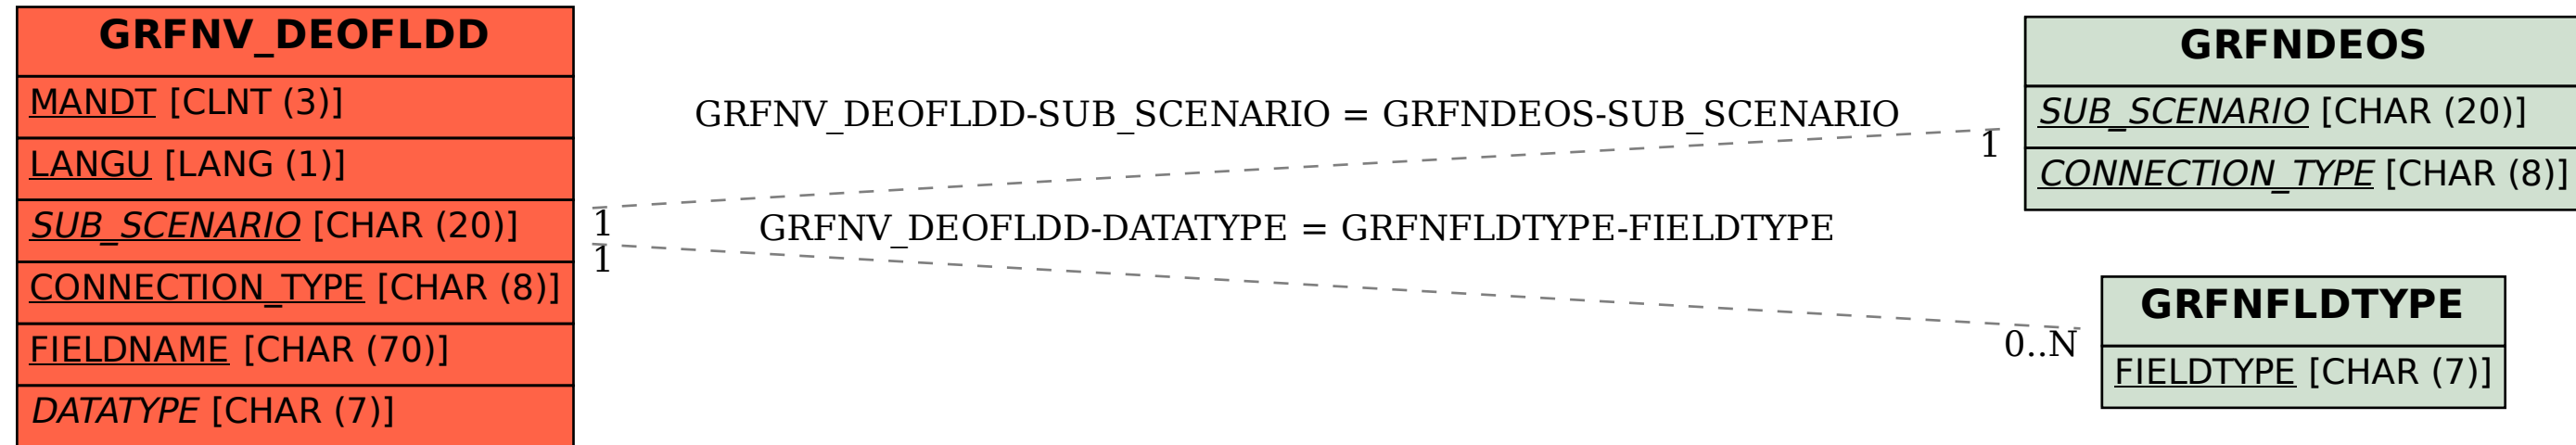 GRFNV_DEOFLDD
MANDT [CLNT (3)]
LANGU [LANG (1)]
SUB_SCENARIO [CHAR (20)]
CONNECTION_TYPE [CHAR (8)]
FIELDNAME [CHAR (70)]
DATATYPE [CHAR (7)]
GRFNV_DEOFLDD-SUB_SCENARIO = GRFNDEOS-SUB_SCENARIO
1
1
GRFNV_DEOFLDD-DATATYPE = GRFNFLDTYPE-FIELDTYPE
1
0..N
GRFNDEOS
SUB_SCENARIO [CHAR (20)]
CONNECTION_TYPE [CHAR (8)]
GRFNFLDTYPE
FIELDTYPE [CHAR (7)]